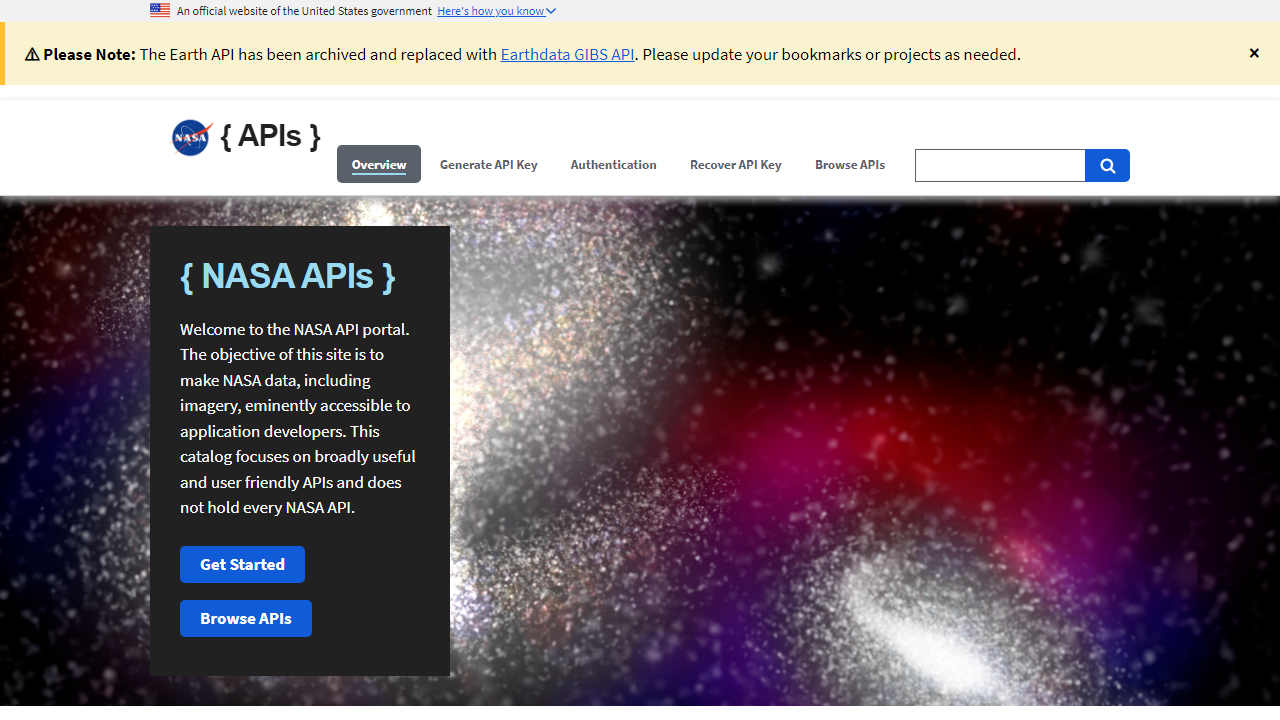 An official website of the United States government Here's how you know
⚠ Please Note: The Earth API has been archived and replaced with Earthdata GIBS API. Please update your bookmarks or projects as needed. ×
NASA { APIs }
Overview Generate API Key Authentication Recover API Key Browse APIs
{ NASA APIs }
Welcome to the NASA API portal.
The objective of this site is to
make NASA data, including
imagery, eminently accessible to
application developers. This
catalog focuses on broadly useful
and user friendly APIs and does
not hold every NASA API.
Get Started
Browse APIs